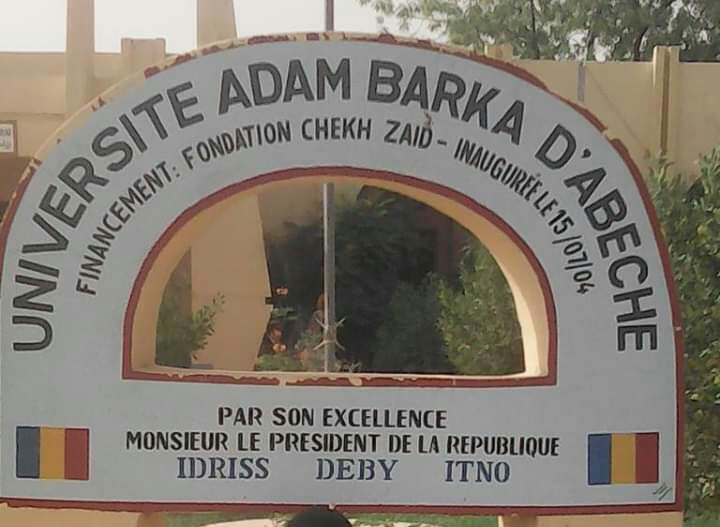 UNIVERSITE ADAM BARKA D'ABECHE
FINANCEMENT: FONDATION CHEKH ZAID - INAUGURÉE LE 15/07/04
PAR SON EXCELLENCE
MONSIEUR LE PRESIDENT DE LA REPUBLIQUE
IDRISS DEBY ITNO